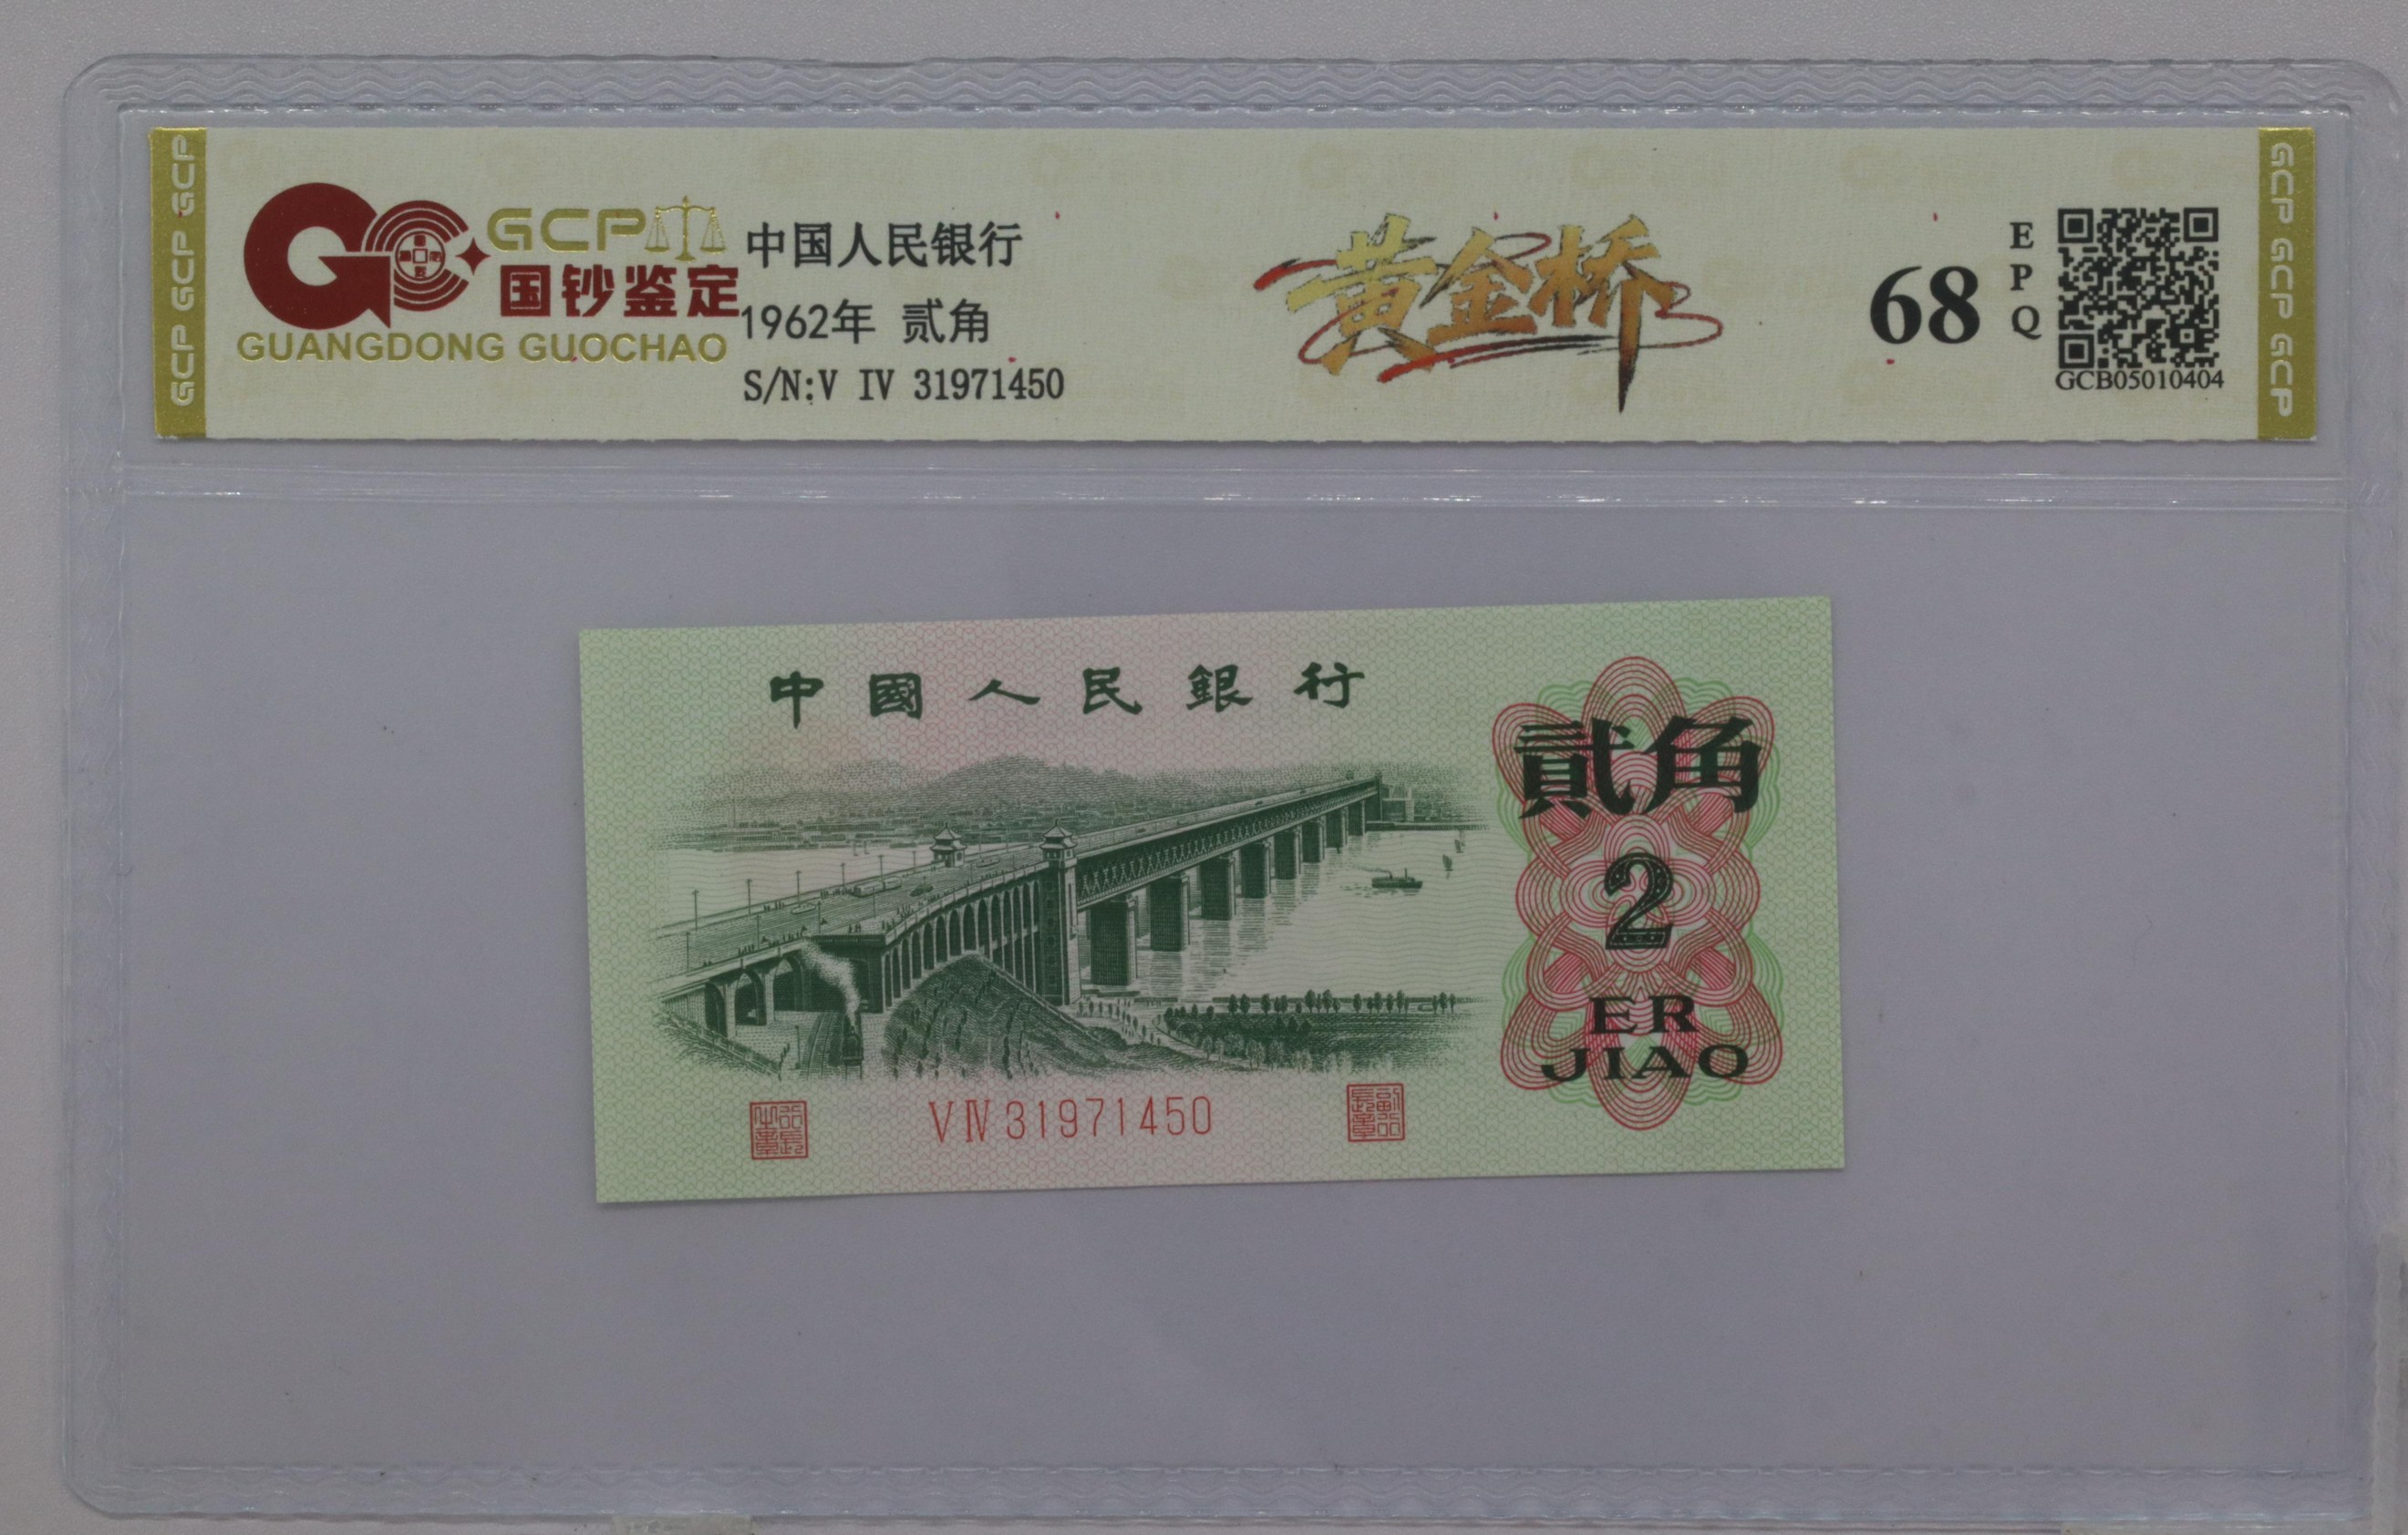 GCP GCP GCP
GCP
国钞鉴定
GUANGDONG GUOCHAO
中国人民银行
1962年 贰角
S/N:V IV 31971450
黄金桥
68
EPQ
GCB05010404
GCP GCP GCP
中國人民銀行
貳角
2
ER
JIAO
V IV 31971450